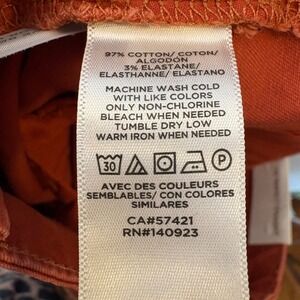 97% COTTON/ COTON/
ALGODÓN
3% ELASTANE/
ELASTHANNE/ ELASTANO
MACHINE WASH COLD
WITH LIKE COLORS
ONLY NON-CHLORINE
BLEACH WHEN NEEDED
TUMBLE DRY LOW
WARM IRON WHEN NEEDED
30 P
AVEC DES COULEURS
SEMBLABLES/ CON COLORES
SIMILARES
CA#57421
RN#140923